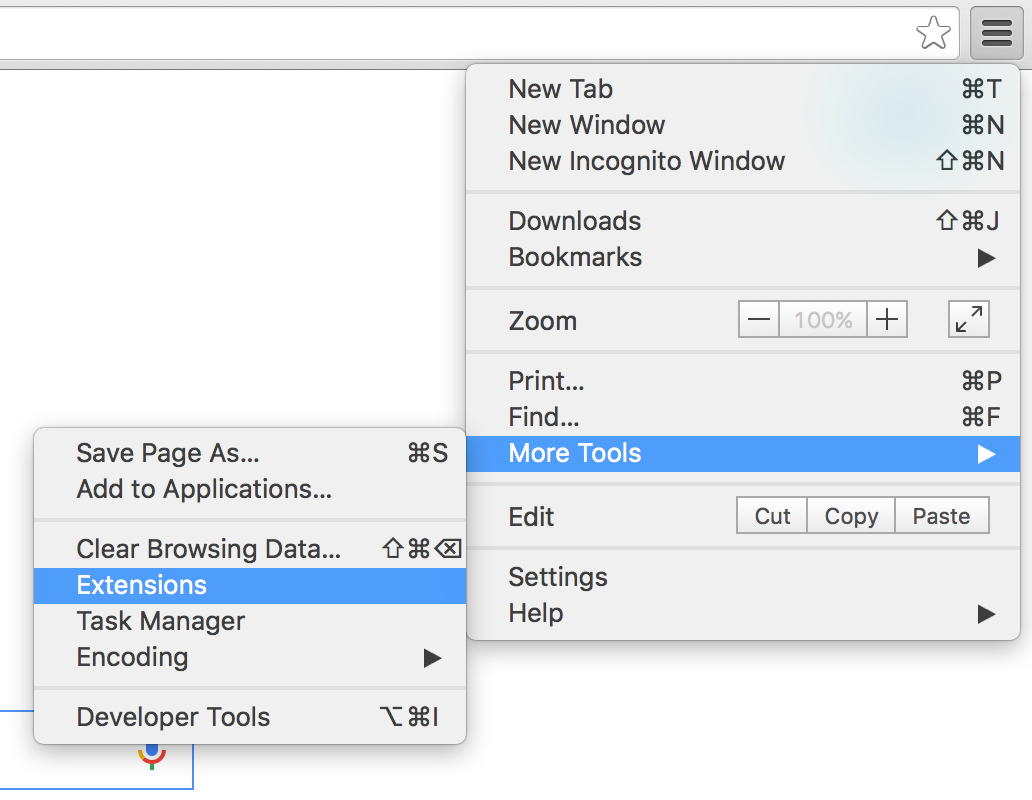 New Tab ⌘T
New Window ⌘N
New Incognito Window ⇧⌘N
Downloads ⇧⌘J
Bookmarks ▶
Zoom — 100% +
Print... ⌘P
Find... ⌘F
More Tools ▶
Edit Cut Copy Paste
Settings
Help ▶
Save Page As... ⌘S
Add to Applications...
Clear Browsing Data... ⇧⌘⌫
Extensions
Task Manager
Encoding ▶
Developer Tools ⌥⌘I